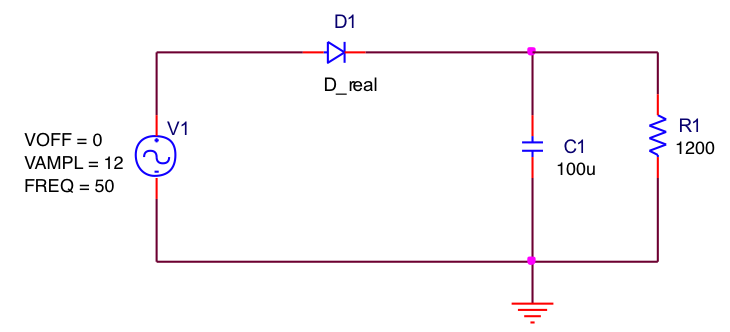 D1
D_real
V1
VOFF = 0
VAMPL = 12
FREQ = 50
C1
100u
R1
1200